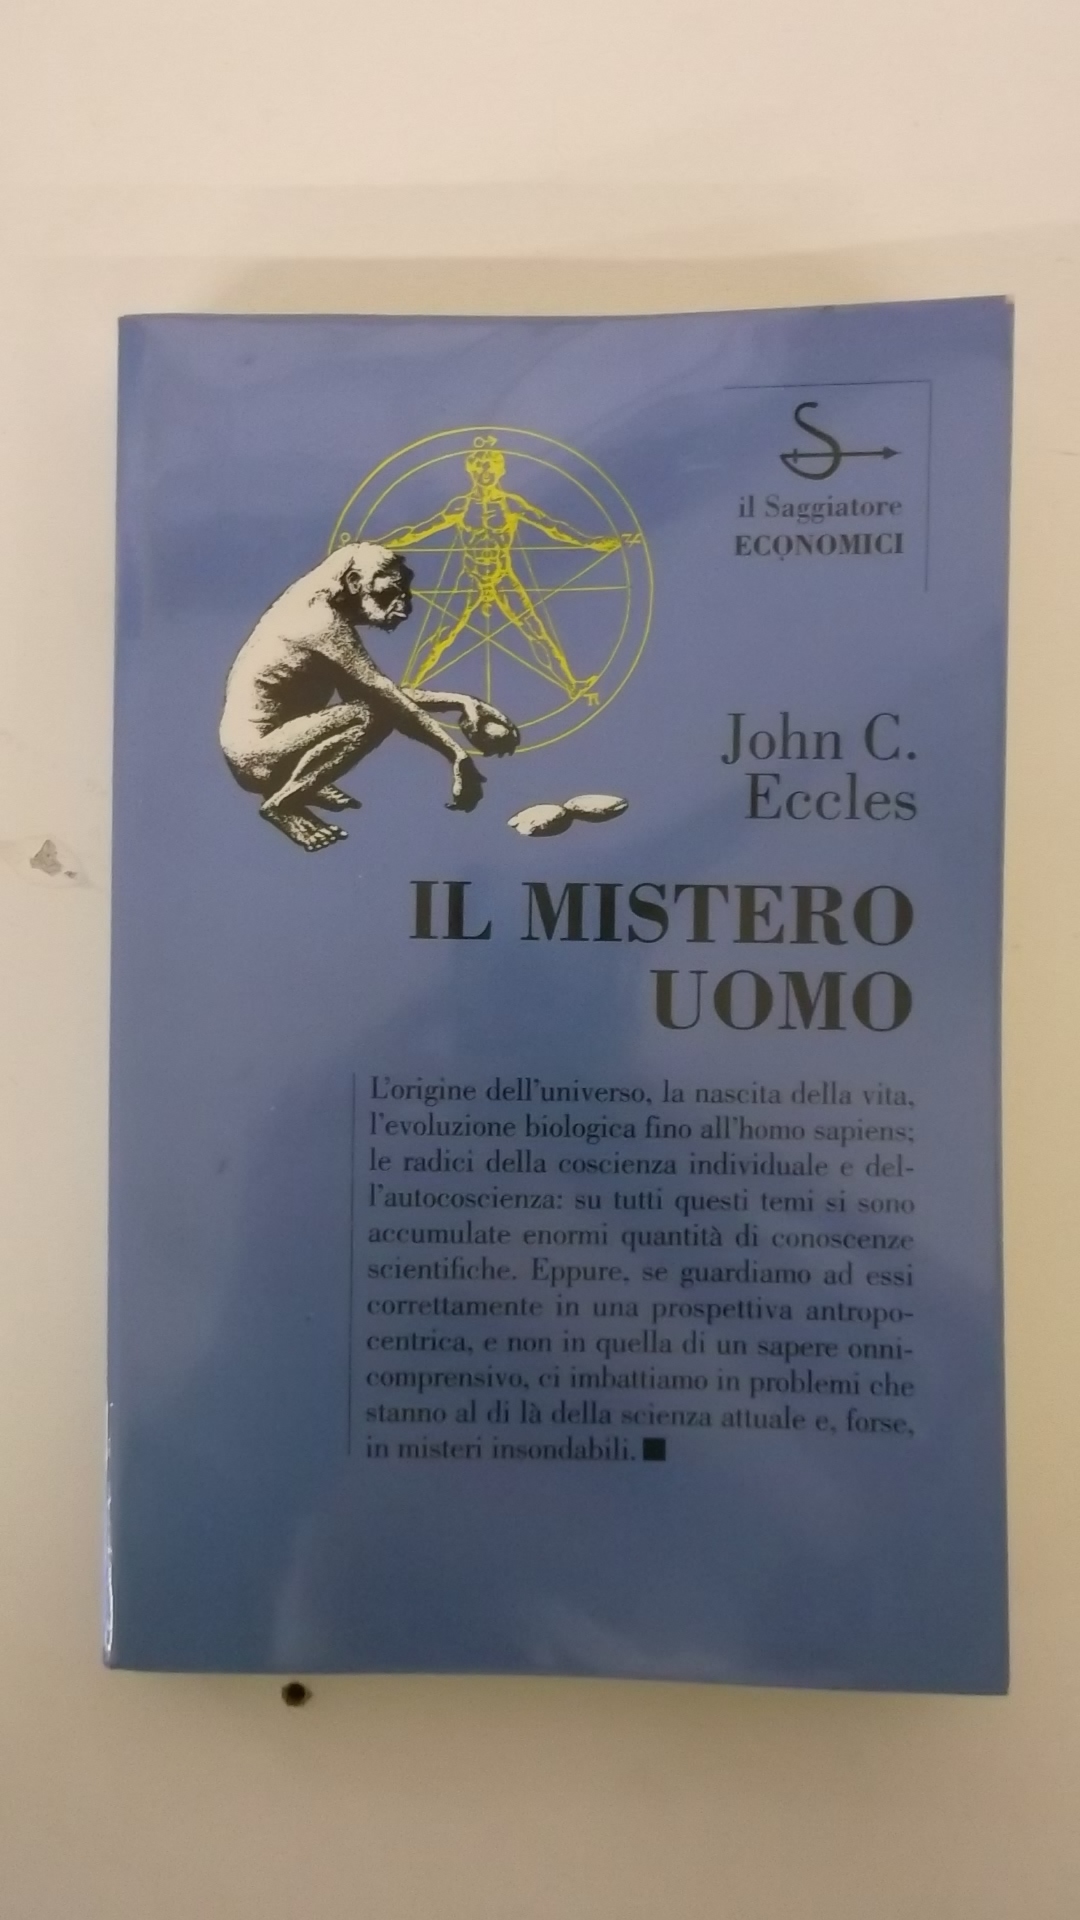 il Saggiatore
ECONOMICI
John C.
Eccles
IL MISTERO
UOMO
L'origine dell'universo, la nascita della vita,
l'evoluzione biologica fino all'homo sapiens;
le radici della coscienza individuale e del-
l'autocoscienza: su tutti questi temi si sono
accumulate enormi quantità di conoscenze
scientifiche. Eppure, se guardiamo ad essi
correttamente in una prospettiva antropo-
centrica, e non in quella di un sapere onni-
comprensivo, ci imbattiamo in problemi che
stanno al di là della scienza attuale e, forse,
in misteri insondabili.